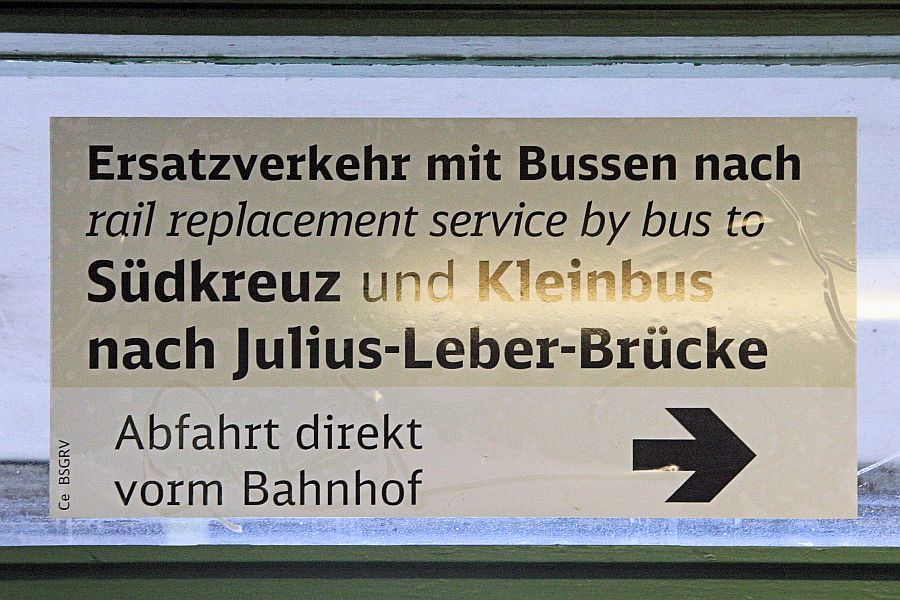 Ersatzverkehr mit Bussen nach
rail replacement service by bus to
Südkreuz und Kleinbus
nach Julius-Leber-Brücke
Abfahrt direkt
vorm Bahnhof
Ce BSGRV